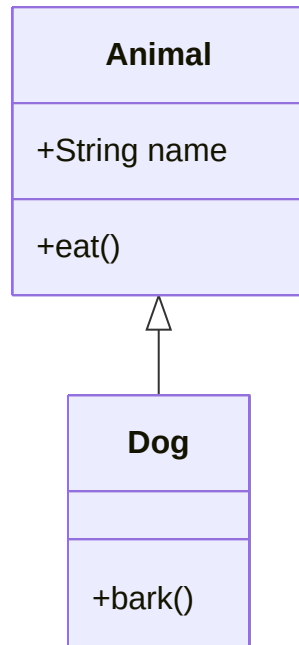 Animal
+String name
+eat()
Dog
+bark()